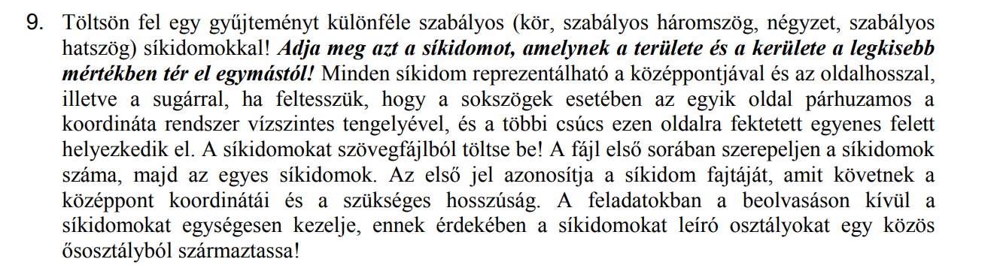 9. Töltsön fel egy gyűjteményt különféle szabályos (kör, szabályos háromszög, négyzet, szabályos
hatszög) síkidomokkal! Adja meg azt a síkidomot, amelynek a területe és a kerülete a legkisebb
mértékben tér el egymástól! Minden síkidom reprezentálható a középpontjával és az oldalhosszal,
illetve a sugárral, ha feltesszük, hogy a sokszögek esetében az egyik oldal párhuzamos a
koordináta rendszer vízszintes tengelyével, és a többi csúcs ezen oldalra fektetett egyenes felett
helyezkedik el. A síkidomokat szövegfájlból töltse be! A fájl első sorában szerepeljen a síkidomok
száma, majd az egyes síkidomok. Az első jel azonosítja a síkidom fajtáját, amit követnek a
középpont koordinátái és a szükséges hosszúság. A feladatokban a beolvasáson kívül a
síkidomokat egységesen kezelje, ennek érdekében a síkidomokat leíró osztályokat egy közös
ősosztályból származtassa!